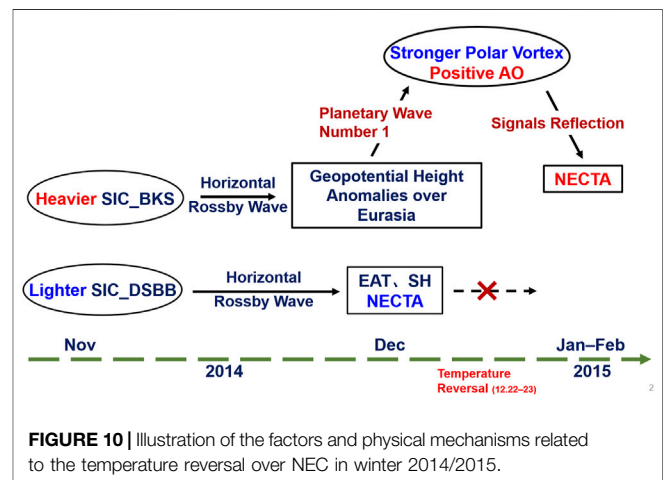 Stronger Polar Vortex
Positive AO
Planetary Wave
Number 1
Signals Reflection
Heavier SIC_BKS
Horizontal
Rossby Wave
Geopotential Height
Anomalies over
Eurasia
NECTA
Lighter SIC_DSBB
Horizontal
Rossby Wave
EAT、SH
NECTA
Nov
Dec
Jan–Feb
2014
Temperature
Reversal (12.22–23)
2015
2
FIGURE 10 | Illustration of the factors and physical mechanisms related
to the temperature reversal over NEC in winter 2014/2015.